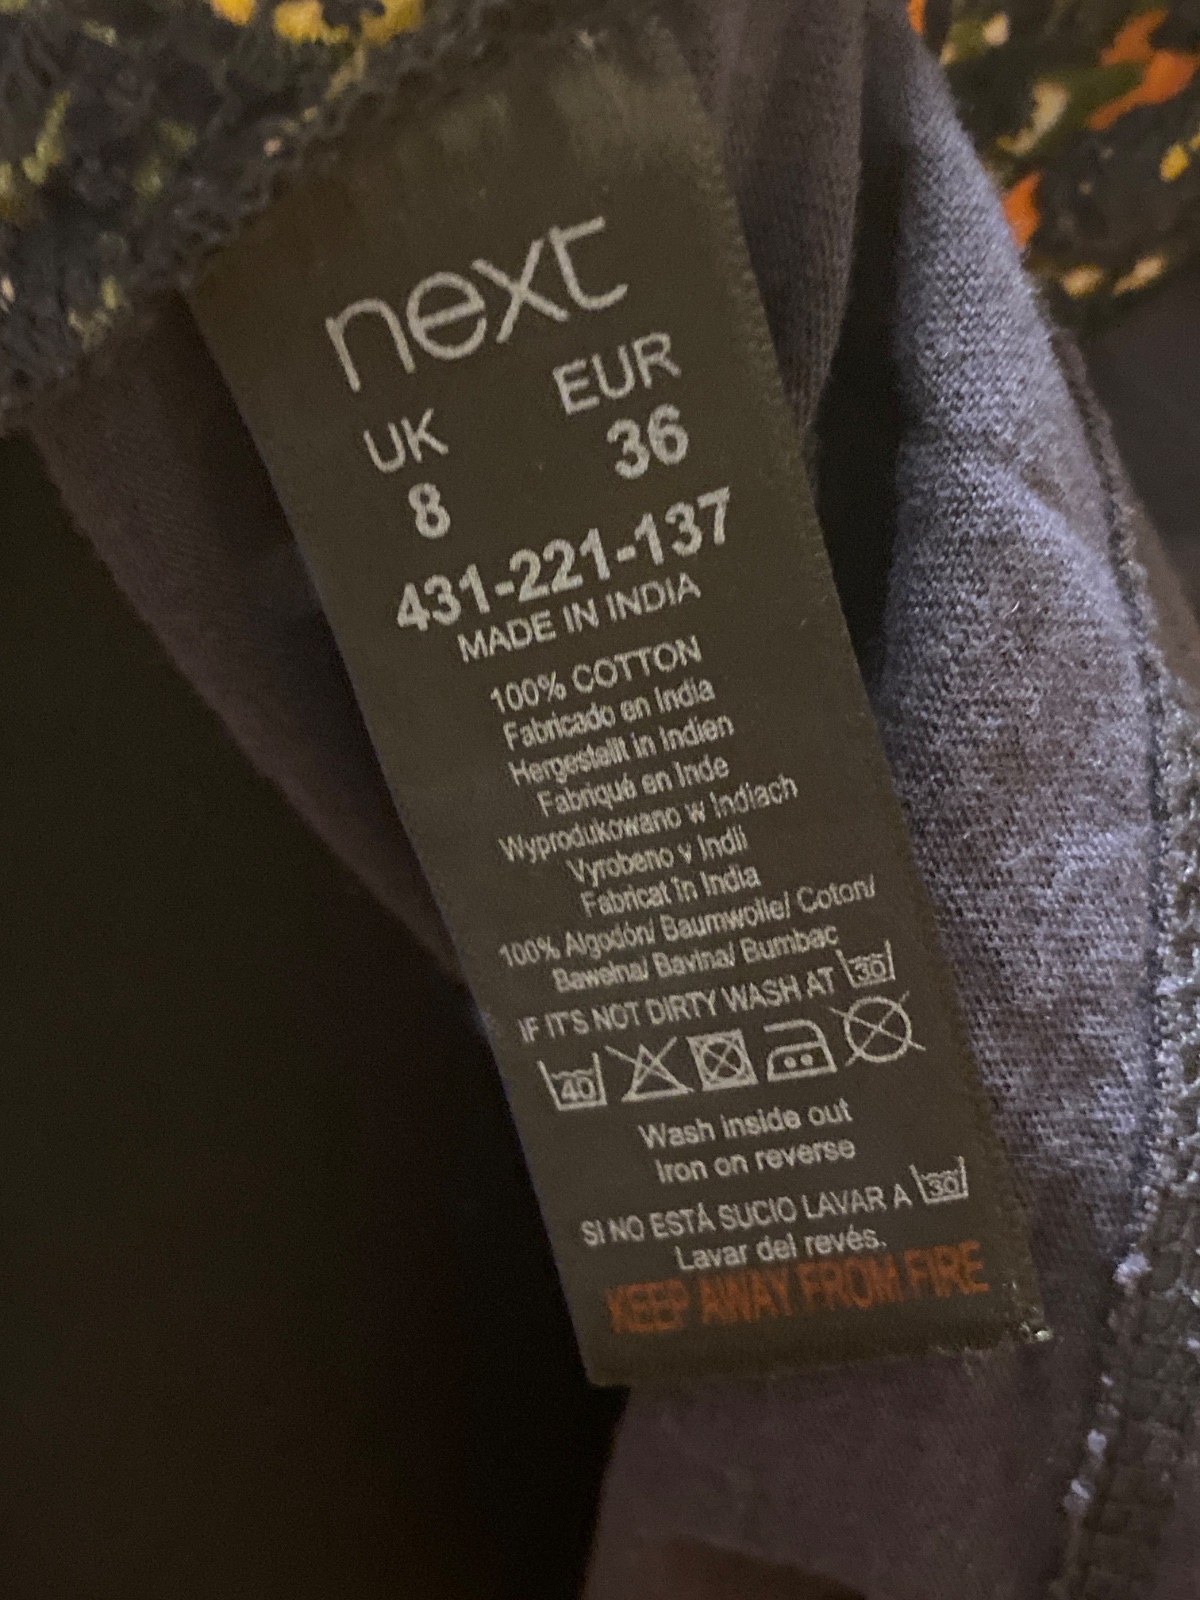 next
UK EUR
8 36
431-221-137
MADE IN INDIA
100% COTTON
Fabricado en India
Hergestellt in Indien
Fabriqué en Inde
Wyprodukowano w Indiach
Vyrobeno v Indii
Fabricat în India
100% Algodón/ Baumwolle/ Coton/
Bawełna/ Bavlna/ Bumbac
IF IT'S NOT DIRTY WASH AT 30
40
Wash inside out
Iron on reverse
SI NO ESTÁ SUCIO LAVAR A 30
Lavar del revés.
KEEP AWAY FROM FIRE